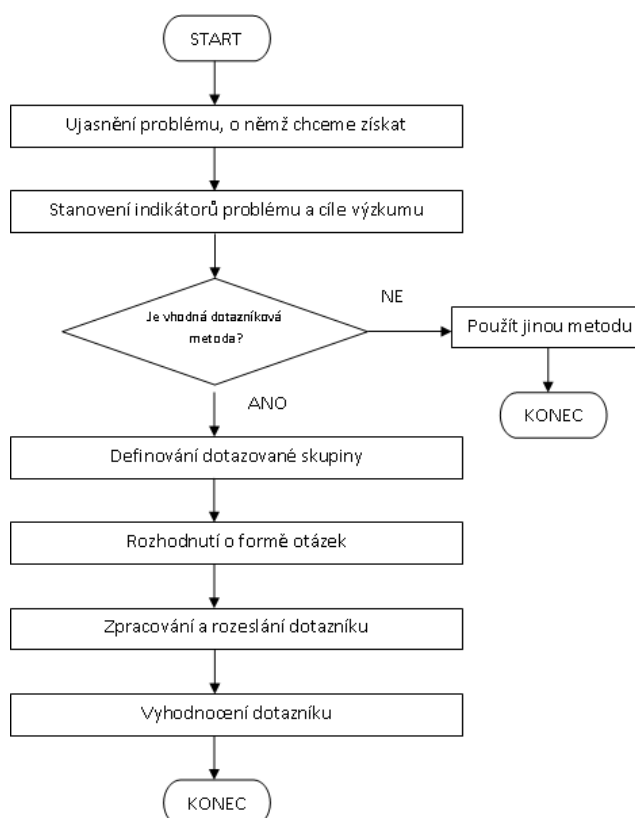 START
Ujasnění problému, o němž chceme získat
Stanovení indikátorů problému a cíle výzkumu
Je vhodná dotazníková
metoda?
NE
Použít jinou metodu
KONEC
ANO
Definování dotazované skupiny
Rozhodnutí o formě otázek
Zpracování a rozeslání dotazníku
Vyhodnocení dotazníku
KONEC